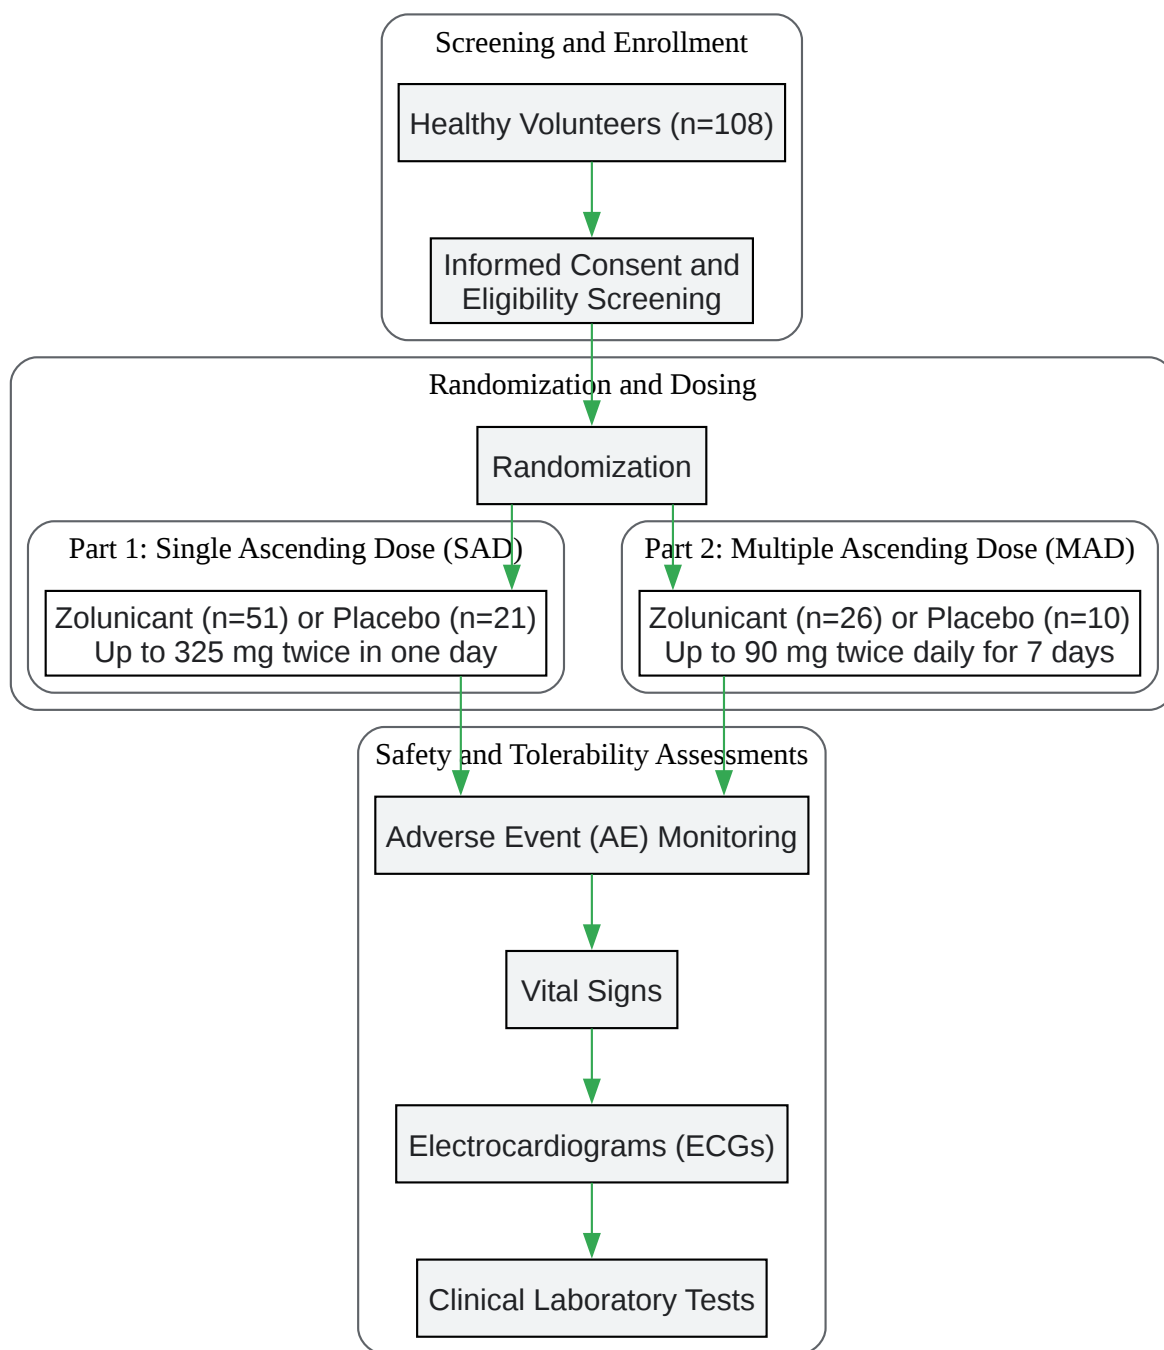 Screening and Enrollment
Healthy Volunteers (n=108)
Informed Consent and
Eligibility Screening
Randomization and Dosing
Randomization
Part 1: Single Ascending Dose (SAD)
Zolunicant (n=51) or Placebo (n=21)
Up to 325 mg twice in one day
Part 2: Multiple Ascending Dose (MAD)
Zolunicant (n=26) or Placebo (n=10)
Up to 90 mg twice daily for 7 days
Safety and Tolerability Assessments
Adverse Event (AE) Monitoring
Vital Signs
Electrocardiograms (ECGs)
Clinical Laboratory Tests